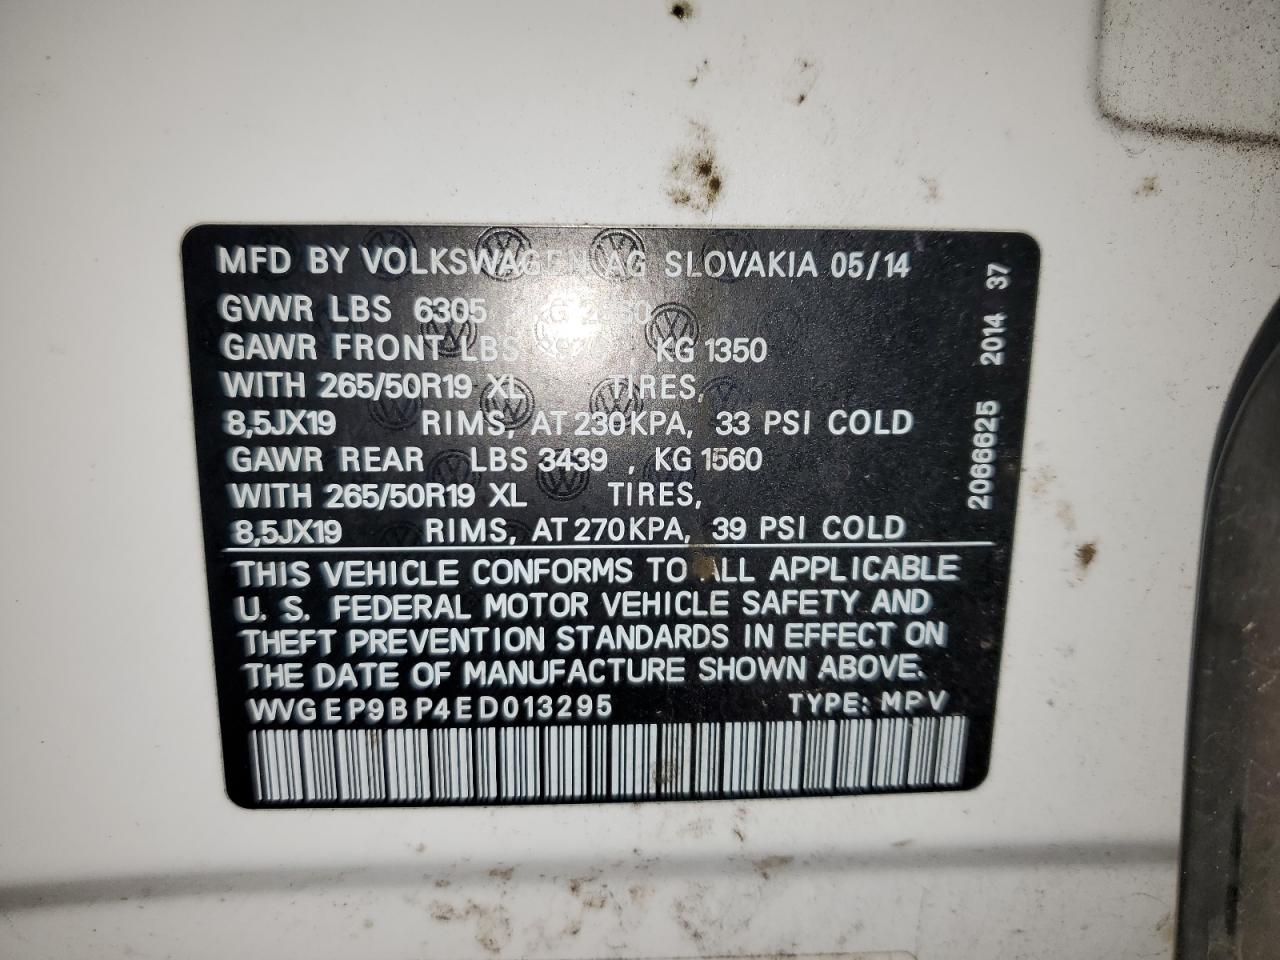 MFD BY VOLKSWAGEN AG SLOVAKIA 05/14
GVWR LBS 6305
GAWR FRONT LBS , KG 1350
WITH 265/50R19 XL TIRES,
8,5JX19 RIMS, AT 230KPA, 33 PSI COLD
GAWR REAR LBS 3439 , KG 1560
WITH 265/50R19 XL TIRES,
8,5JX19 RIMS, AT 270KPA, 39 PSI COLD
THIS VEHICLE CONFORMS TO ALL APPLICABLE
U. S. FEDERAL MOTOR VEHICLE SAFETY AND
THEFT PREVENTION STANDARDS IN EFFECT ON
THE DATE OF MANUFACTURE SHOWN ABOVE.
WVGEP9BP4ED013295 TYPE: MPV
2066625 2014 37